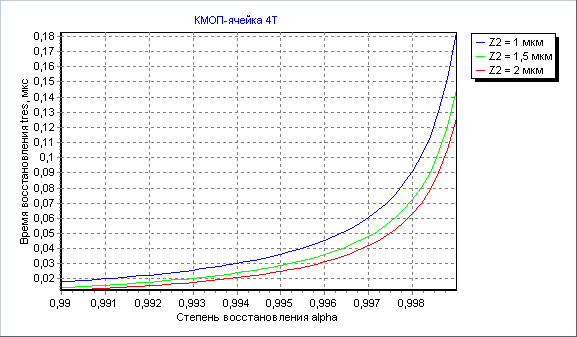 КМОП-ячейка 4Т
Z2 = 1 мкм
Z2 = 1,5 мкм
Z2 = 2 мкм
Время восстановления tres, мкс
0,18
0,17
0,16
0,15
0,14
0,13
0,12
0,11
0,1
0,09
0,08
0,07
0,06
0,05
0,04
0,03
0,02
0,99 0,991 0,992 0,993 0,994 0,995 0,996 0,997 0,998
Степень восстановления alpha